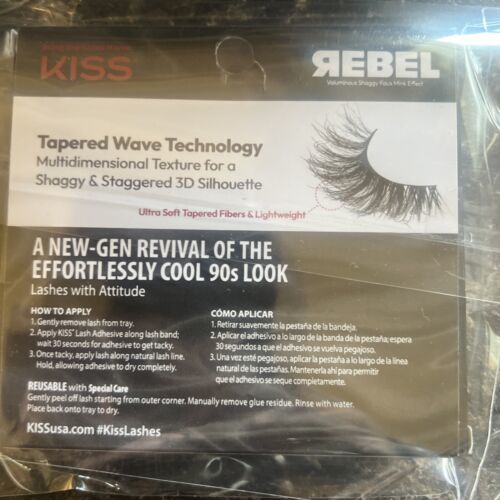 KISS
ЯEBEL
Voluminous Shaggy Faux Mink Effect
Tapered Wave Technology
Multidimensional Texture for a
Shaggy & Staggered 3D Silhouette
Ultra Soft Tapered Fibers & Lightweight
A NEW-GEN REVIVAL OF THE
EFFORTLESSLY COOL 90s LOOK
Lashes with Attitude
HOW TO APPLY
1. Gently remove lash from tray.
2. Apply KISS® Lash Adhesive along lash band;
wait 30 seconds for adhesive to get tacky.
3. Once tacky, apply lash along natural lash line.
Hold, allowing adhesive to dry completely.
CÓMO APLICAR
1. Retirar suavemente la pestaña de la bandeja.
2. Aplicar el adhesivo a lo largo de la banda de la pestaña; espera
30 segundos a que el adhesivo se vuelva pegajoso.
3. Una vez esté pegajoso, aplicar la pestaña a lo largo de la línea
natural de las pestañas. Mantenerla ahí para permitir
que el adhesivo se seque completamente.
REUSABLE with Special Care
Gently peel off lash starting from outer corner. Manually remove glue residue. Rinse with water.
Place back onto tray to dry.
KISSusa.com #KissLashes